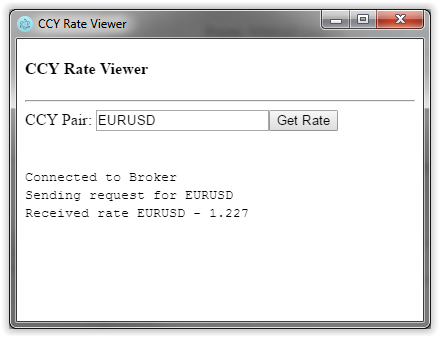 CCY Rate Viewer
CCY Rate Viewer
CCY Pair: EURUSD Get Rate
Connected to Broker
Sending request for EURUSD
Received rate EURUSD - 1.227